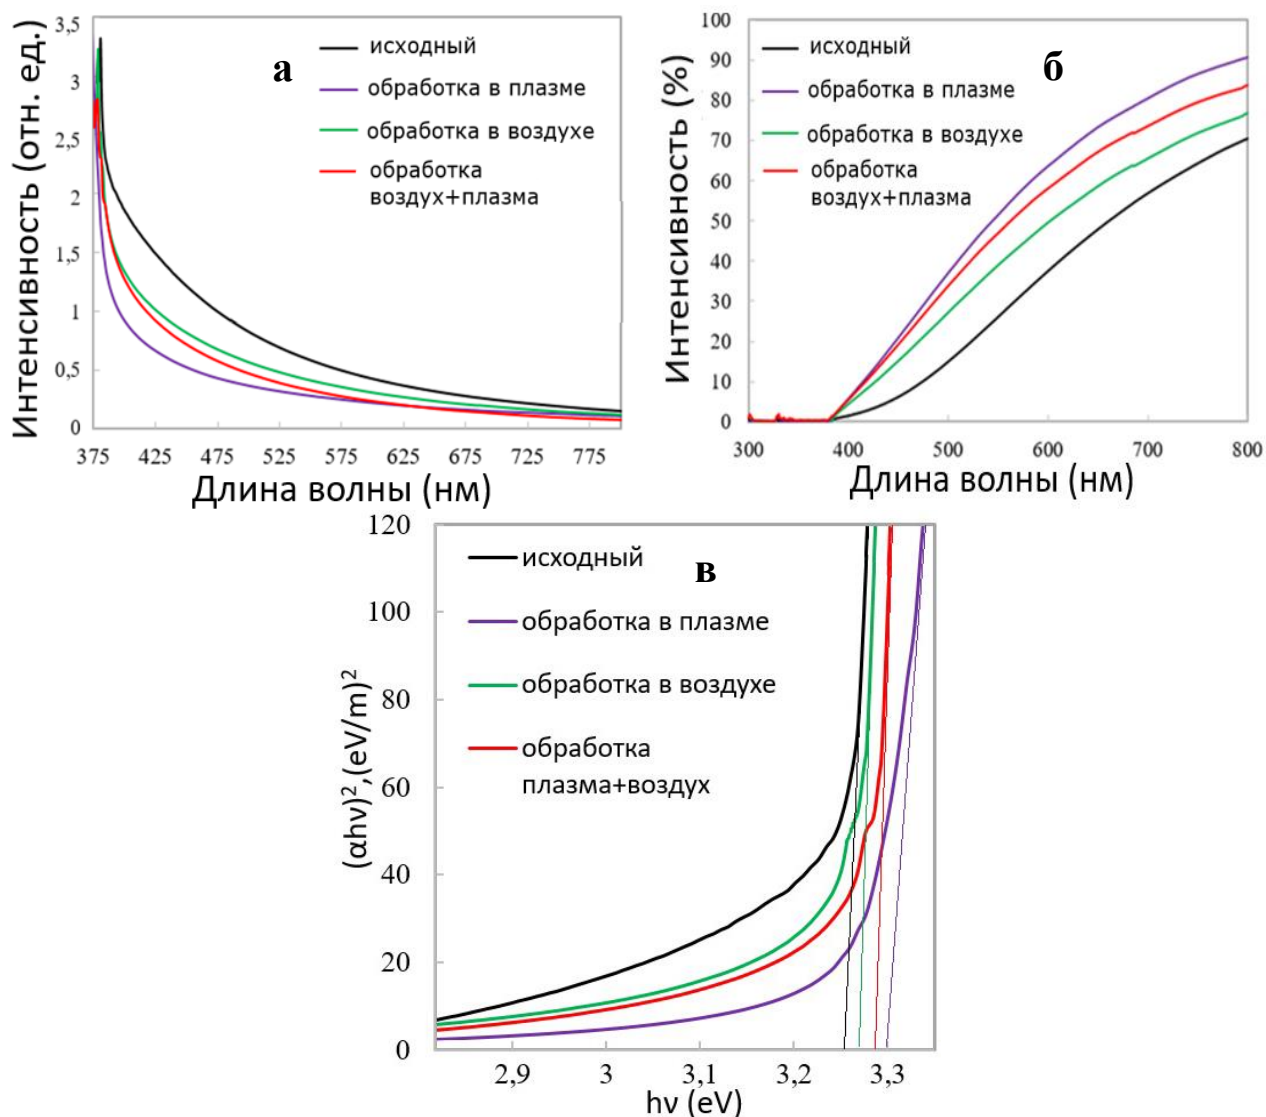 Интенсивность (отн. ед.)
3,5
3
2,5
2
1,5
1
0,5
0
а
исходный
обработка в плазме
обработка в воздухе
обработка
воздух+плазма
375 425 475 525 575 625 675 725 775
Длина волны (нм)
Интенсивность (%)
100
90
80
70
60
50
40
30
20
10
0
б
исходный
обработка в плазме
обработка в воздухе
обработка
воздух+плазма
300 400 500 600 700 800
Длина волны (нм)
(αhν)²,(eV/m)²
120
100
80
60
40
20
0
в
исходный
обработка в плазме
обработка в воздухе
обработка
плазма+воздух
2,9 3 3,1 3,2 3,3
hν (eV)